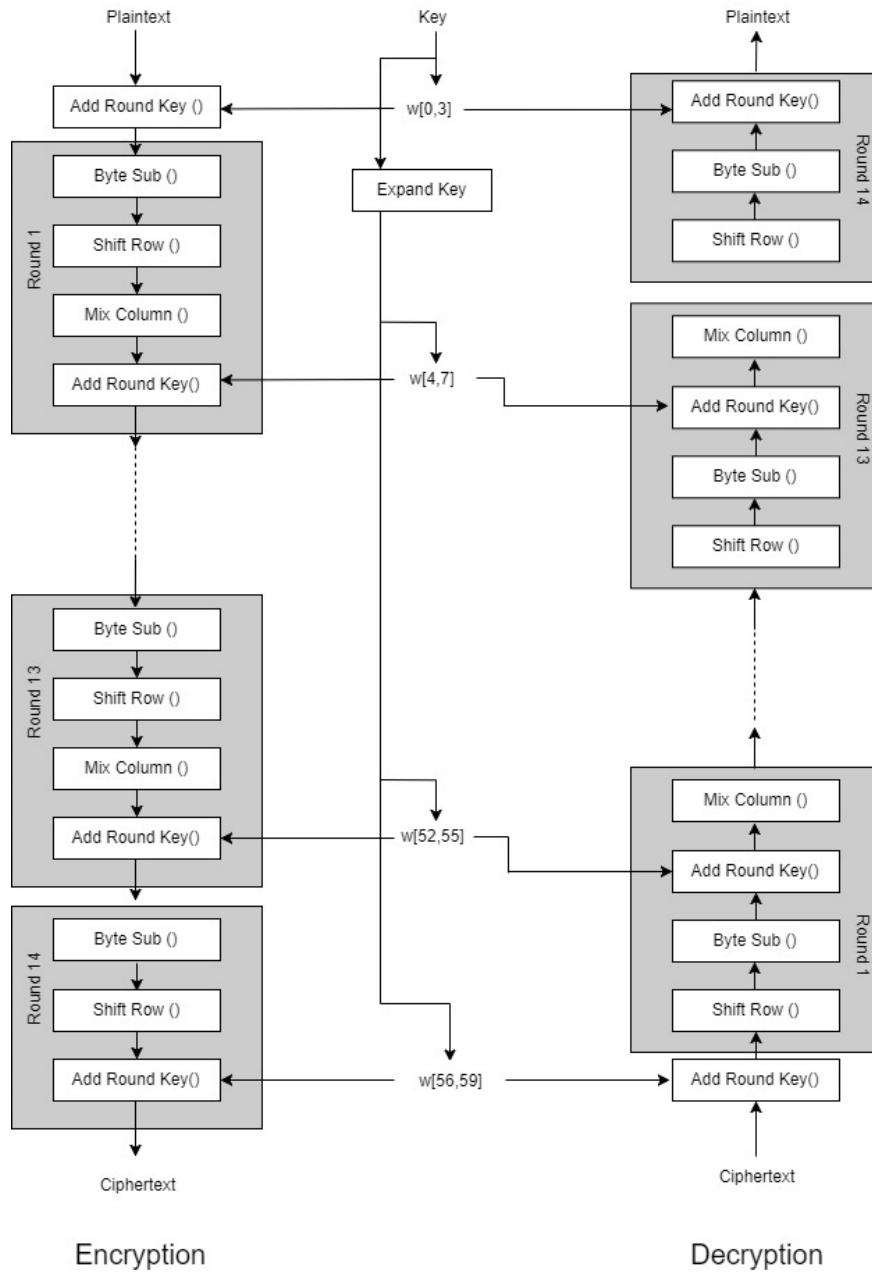 Plaintext
Key
Plaintext
Add Round Key ()
w[0,3]
Add Round Key()
Round 1
Byte Sub ()
Shift Row ()
Mix Column ()
Add Round Key()
Expand Key
Round 14
Byte Sub ()
Shift Row ()
w[4,7]
Mix Column ()
Add Round Key()
Round 13
Byte Sub ()
Shift Row ()
Round 13
Byte Sub ()
Shift Row ()
Mix Column ()
Add Round Key()
w[52,55]
Mix Column ()
Add Round Key()
Round 1
Byte Sub ()
Shift Row ()
Round 14
Byte Sub ()
Shift Row ()
Add Round Key()
w[56,59]
Add Round Key()
Ciphertext
Ciphertext
Encryption
Decryption